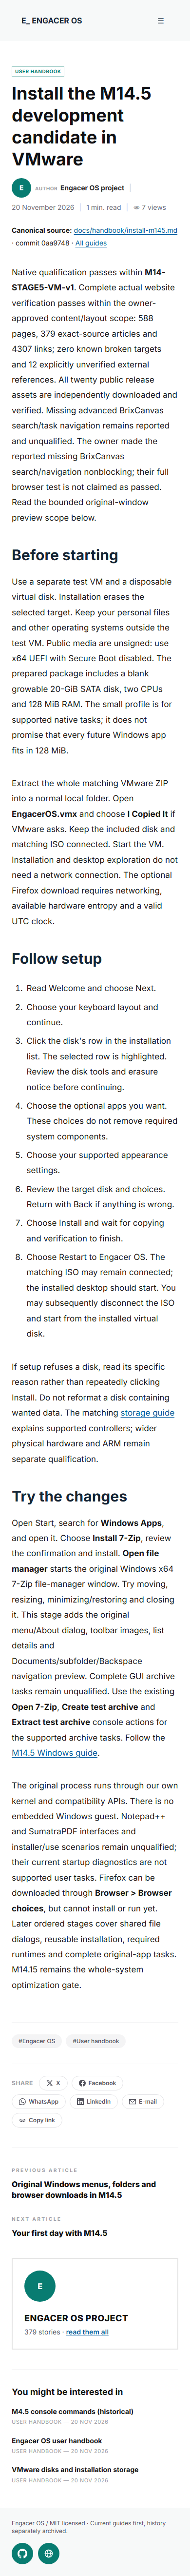 E_ ENGACER OS
USER HANDBOOK
Install the M14.5
development
candidate in
VMware
E
AUTHOR Engacer OS project
20 November 2026 1 min. read 7 views
Canonical source: docs/handbook/install-m145.md
· commit 0aa9748 · All guides
Native qualification passes within M14-
STAGE5-VM-v1. Complete actual website
verification passes within the owner-
approved content/layout scope: 588
pages, 379 exact-source articles and
4307 links; zero known broken targets
and 12 explicitly unverified external
references. All twenty public release
assets are independently downloaded and
verified. Missing advanced BrixCanvas
search/task navigation remains reported
and unqualified. The owner made the
reported missing BrixCanvas
search/navigation nonblocking; their full
browser test is not claimed as passed.
Read the bounded original-window
preview scope below.
Before starting
Use a separate test VM and a disposable
virtual disk. Installation erases the
selected target. Keep your personal files
and other operating systems outside the
test VM. Public media are unsigned: use
x64 UEFI with Secure Boot disabled. The
prepared package includes a blank
growable 20-GiB SATA disk, two CPUs
and 128 MiB RAM. The small profile is for
supported native tasks; it does not
promise that every future Windows app
fits in 128 MiB.
Extract the whole matching VMware ZIP
into a normal local folder. Open
EngacerOS.vmx and choose I Copied It if
VMware asks. Keep the included disk and
matching ISO connected. Start the VM.
Installation and desktop exploration do not
need a network connection. The optional
Firefox download requires networking,
available hardware entropy and a valid
UTC clock.
Follow setup
1. Read Welcome and choose Next.
2. Choose your keyboard layout and
continue.
3. Click the disk's row in the installation
list. The selected row is highlighted.
Review the disk tools and erasure
notice before continuing.
4. Choose the optional apps you want.
These choices do not remove required
system components.
5. Choose your supported appearance
settings.
6. Review the target disk and choices.
Return with Back if anything is wrong.
7. Choose Install and wait for copying
and verification to finish.
8. Choose Restart to Engacer OS. The
matching ISO may remain connected;
the installed desktop should start. You
may subsequently disconnect the ISO
and start from the installed virtual
disk.
If setup refuses a disk, read its specific
reason rather than repeatedly clicking
Install. Do not reformat a disk containing
wanted data. The matching storage guide
explains supported controllers; wider
physical hardware and ARM remain
separate qualification.
Try the changes
Open Start, search for Windows Apps,
and open it. Choose Install 7-Zip, review
the confirmation and install. Open file
manager starts the original Windows x64
7-Zip file-manager window. Try moving,
resizing, minimizing/restoring and closing
it. This stage adds the original
menu/About dialog, toolbar images, list
details and
Documents/subfolder/Backspace
navigation preview. Complete GUI archive
tasks remain unqualified. Use the existing
Open 7-Zip, Create test archive and
Extract test archive console actions for
the supported archive tasks. Follow the
M14.5 Windows guide.
The original process runs through our own
kernel and compatibility APIs. There is no
embedded Windows guest. Notepad++
and SumatraPDF interfaces and
installer/use scenarios remain unqualified;
their current startup diagnostics are not
supported user tasks. Firefox can be
downloaded through Browser > Browser
choices, but cannot install or run yet.
Later ordered stages cover shared file
dialogs, reusable installation, required
runtimes and complete original-app tasks.
M14.15 remains the whole-system
optimization gate.
#Engacer OS #User handbook
SHARE X Facebook
WhatsApp LinkedIn E-mail
Copy link
PREVIOUS ARTICLE
Original Windows menus, folders and
browser downloads in M14.5
NEXT ARTICLE
Your first day with M14.5
E
ENGACER OS PROJECT
379 stories · read them all
You might be interested in
M4.5 console commands (historical)
USER HANDBOOK — 20 NOV 2026
Engacer OS user handbook
USER HANDBOOK — 20 NOV 2026
VMware disks and installation storage
USER HANDBOOK — 20 NOV 2026
Engacer OS / MIT licensed · Current guides first, history
separately archived.